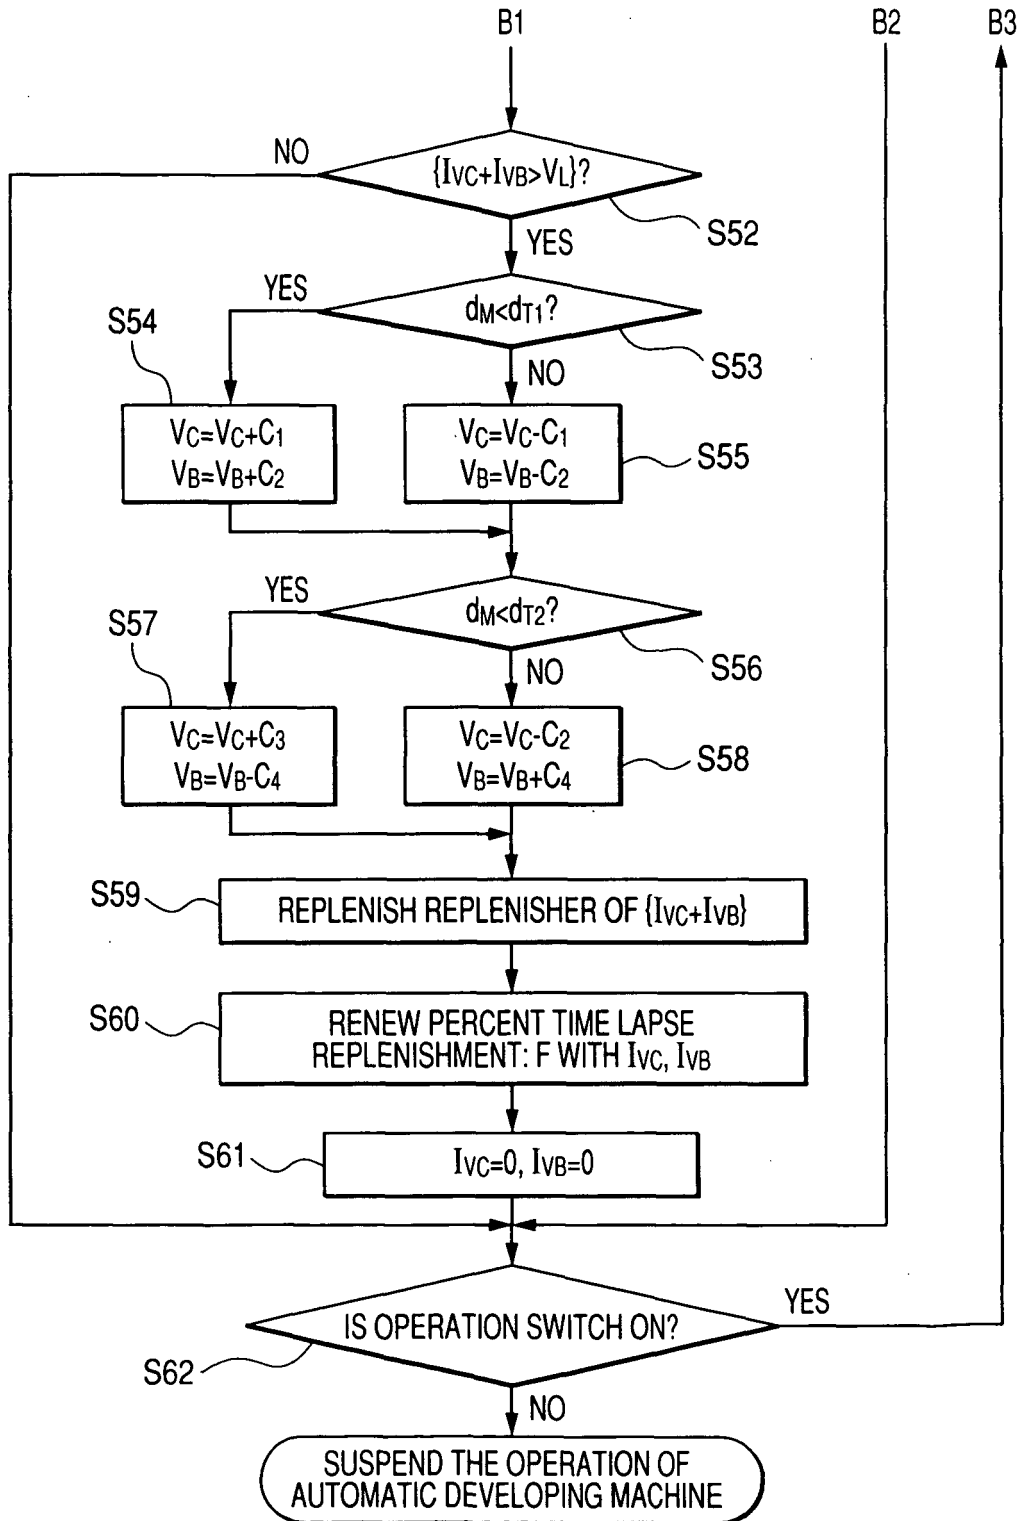 B1
B2
B3
NO
{IVC+IVB>VL}?
S52
YES
YES
dM<dT1?
S53
S54
NO
VC=VC+C1
VB=VB+C2
VC=VC-C1
VB=VB-C2
S55
YES
dM<dT2?
S56
S57
NO
VC=VC+C3
VB=VB-C4
VC=VC-C2
VB=VB+C4
S58
S59
REPLENISH REPLENISHER OF {IVC+IVB}
S60
RENEW PERCENT TIME LAPSE
REPLENISHMENT: F WITH IVC, IVB
S61
IVC=0, IVB=0
IS OPERATION SWITCH ON?
YES
S62
NO
SUSPEND THE OPERATION OF
AUTOMATIC DEVELOPING MACHINE